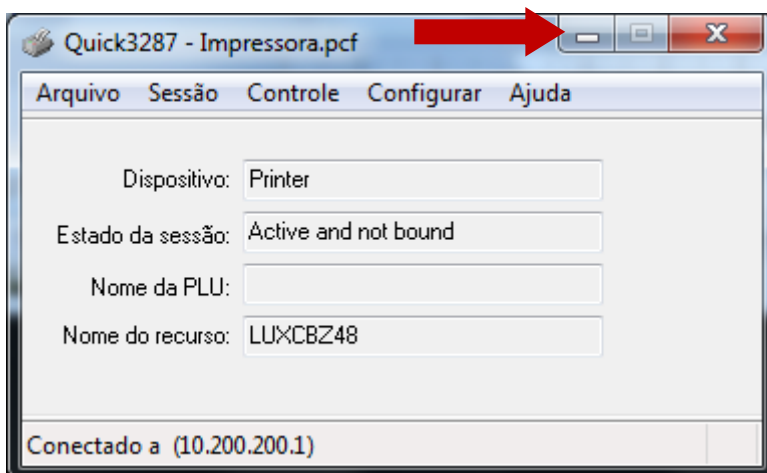 Quick3287 - Impressora.pcf
Arquivo Sessão Controle Configurar Ajuda
Dispositivo: Printer
Estado da sessão: Active and not bound
Nome da PLU:
Nome do recurso: LUXCBZ48
Conectado a (10.200.200.1)